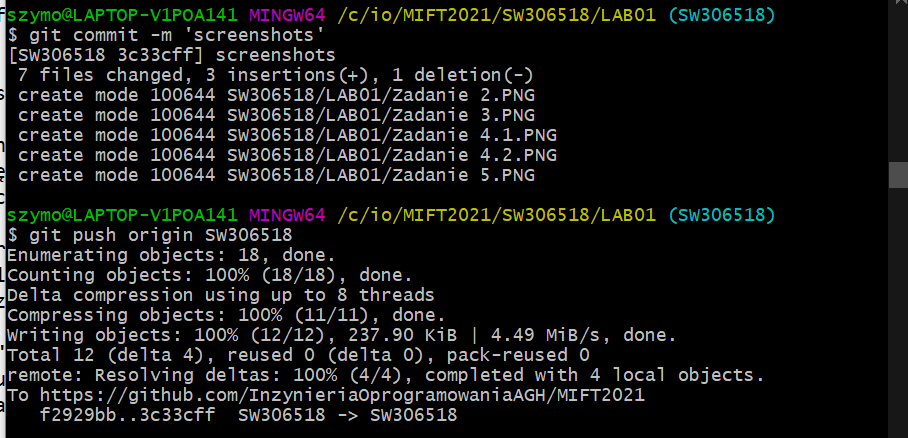 szymo@LAPTOP-V1POA141 MINGW64 /c/io/MIFT2021/SW306518/LAB01 (SW306518)
$ git commit -m 'screenshots'
[SW306518 3c33cff] screenshots
 7 files changed, 3 insertions(+), 1 deletion(-)
 create mode 100644 SW306518/LAB01/Zadanie 2.PNG
 create mode 100644 SW306518/LAB01/Zadanie 3.PNG
 create mode 100644 SW306518/LAB01/Zadanie 4.1.PNG
 create mode 100644 SW306518/LAB01/Zadanie 4.2.PNG
 create mode 100644 SW306518/LAB01/Zadanie 5.PNG
szymo@LAPTOP-V1POA141 MINGW64 /c/io/MIFT2021/SW306518/LAB01 (SW306518)
$ git push origin SW306518
Enumerating objects: 18, done.
Counting objects: 100% (18/18), done.
Delta compression using up to 8 threads
Compressing objects: 100% (11/11), done.
Writing objects: 100% (12/12), 237.90 KiB | 4.49 MiB/s, done.
Total 12 (delta 4), reused 0 (delta 0), pack-reused 0
remote: Resolving deltas: 100% (4/4), completed with 4 local objects.
To https://github.com/InzynieriaOprogramowaniaAGH/MIFT2021
   f2929bb..3c33cff  SW306518 -> SW306518